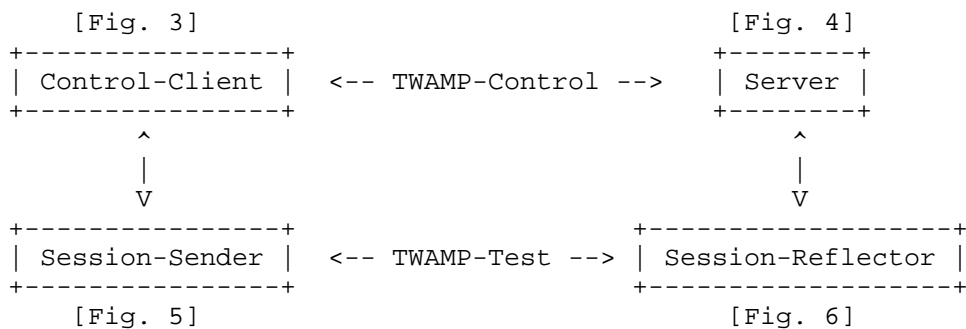 [Fig. 3]                                [Fig. 4]
+----------------+                      +--------+
| Control-Client |  <-- TWAMP-Control -->  | Server |
+----------------+                      +--------+
^                                       ^
|                                       |
V                                       V
+----------------+                +-------------------+
| Session-Sender |  <-- TWAMP-Test --> | Session-Reflector |
+----------------+                +-------------------+
[Fig. 5]                                [Fig. 6]